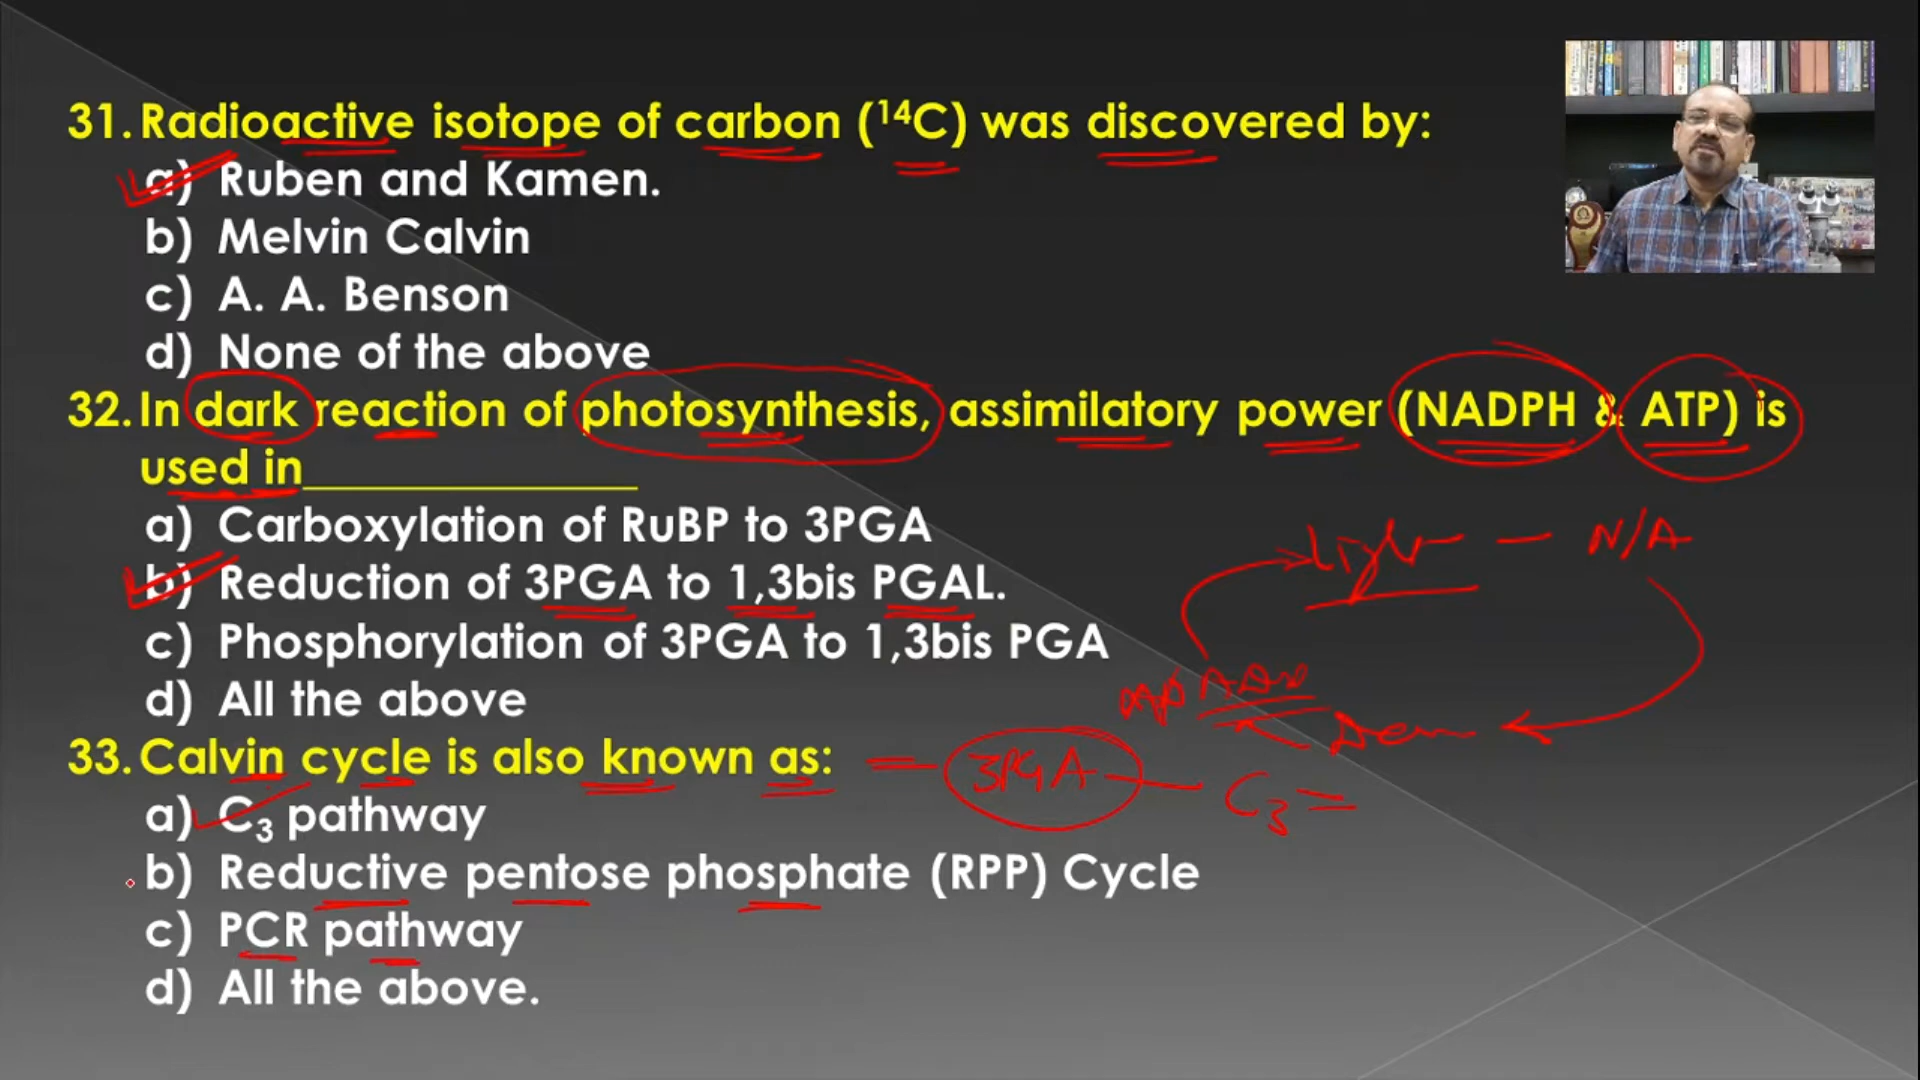 31. Radioactive isotope of carbon (¹⁴C) was discovered by:
a) Ruben and Kamen.
b) Melvin Calvin
c) A. A. Benson
d) None of the above
32. In dark reaction of photosynthesis, assimilatory power (NADPH & ATP) is
used in_______________
a) Carboxylation of RuBP to 3PGA
light — N/A
b) Reduction of 3PGA to 1,3bis PGAL.
c) Phosphorylation of 3PGA to 1,3bis PGA
d) All the above
33. Calvin cycle is also known as:
3PGA — C₃
a) C₃ pathway
b) Reductive pentose phosphate (RPP) Cycle
c) PCR pathway
d) All the above.